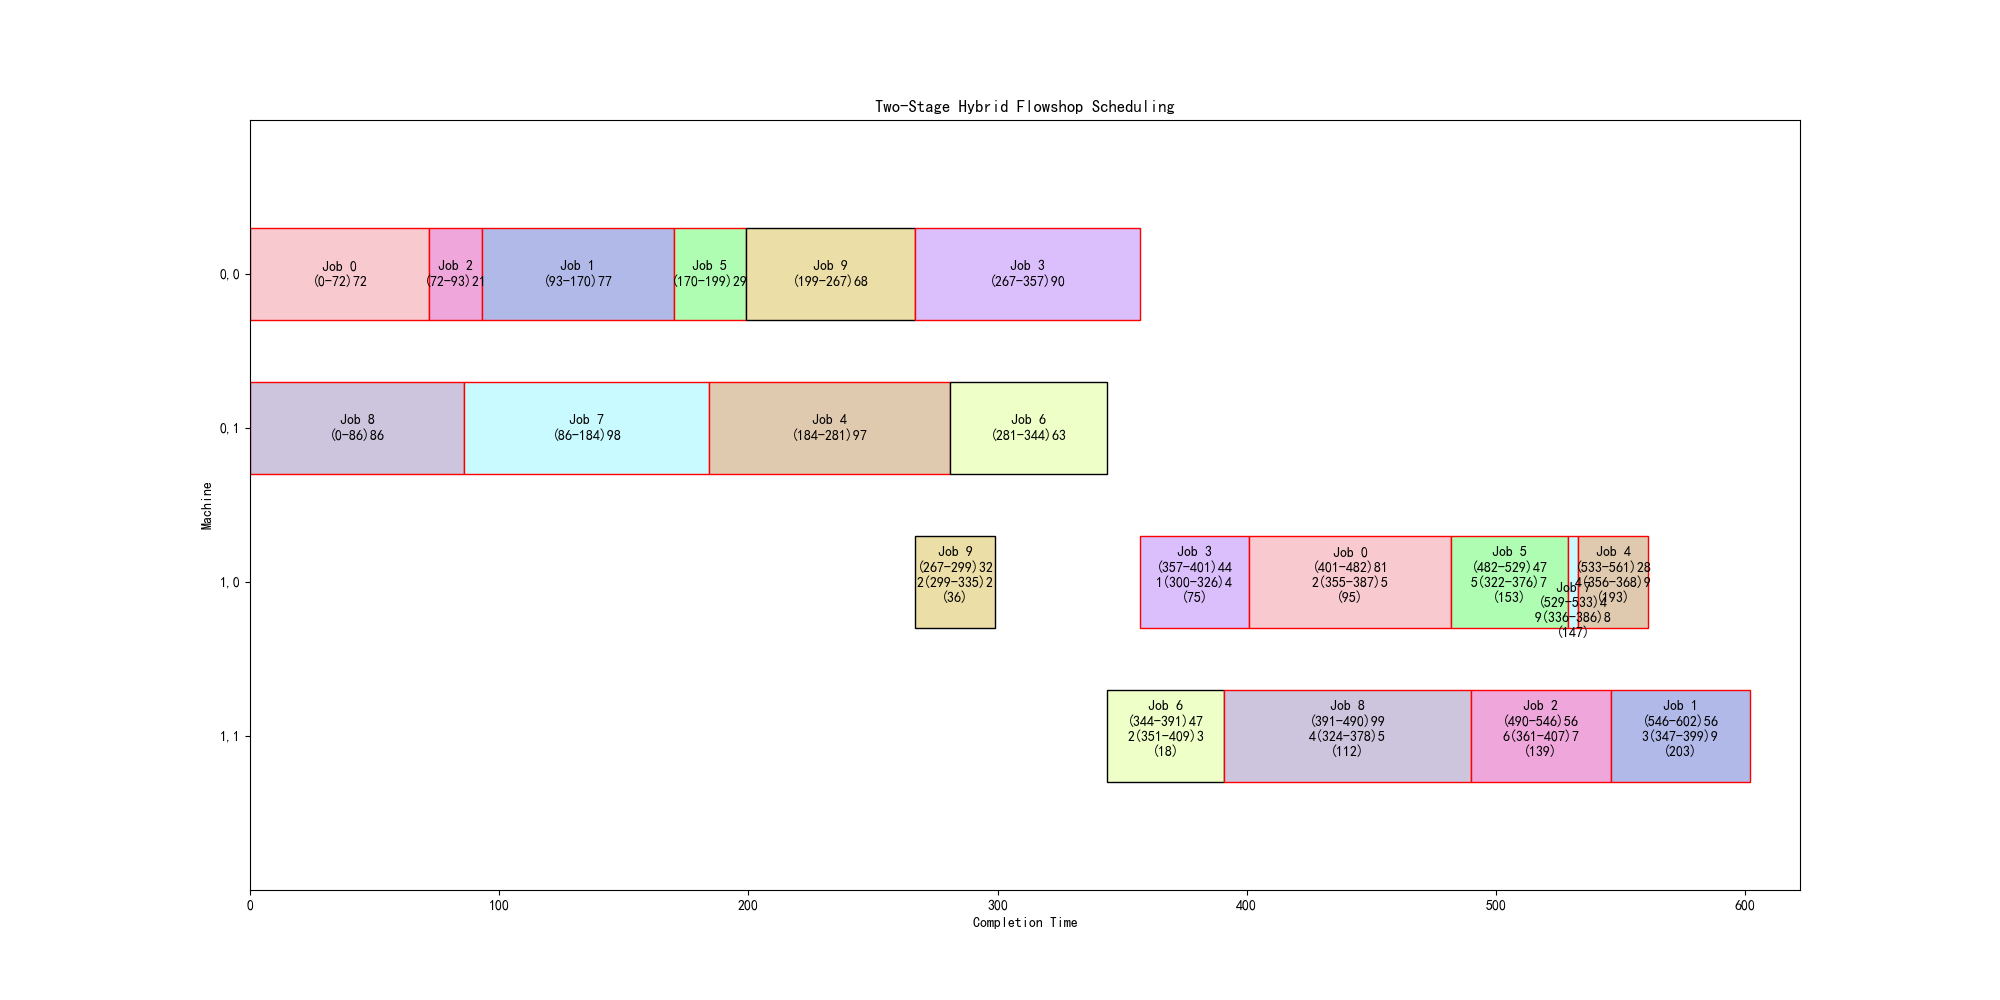 Two-Stage Hybrid Flowshop Scheduling
Machine
0,0
Job 0
(0-72)72
Job 2
(72-93)21
Job 1
(93-170)77
Job 5
(170-199)29
Job 9
(199-267)68
Job 3
(267-357)90
0,1
Job 8
(0-86)86
Job 7
(86-184)98
Job 4
(184-281)97
Job 6
(281-344)63
1,0
Job 9
(267-299)32
2(299-335)2
(36)
Job 3
(357-401)44
1(300-326)4
(75)
Job 0
(401-482)81
2(355-387)5
(95)
Job 5
(482-529)47
5(322-376)7
(153)
Job 7
(529-533)4
9(336-386)8
(147)
Job 4
(533-561)28
4(356-368)9
(193)
1,1
Job 6
(344-391)47
2(351-409)3
(18)
Job 8
(391-490)99
4(324-378)5
(112)
Job 2
(490-546)56
6(361-407)7
(139)
Job 1
(546-602)56
3(347-399)9
(203)
0 100 200 300 400 500 600
Completion Time